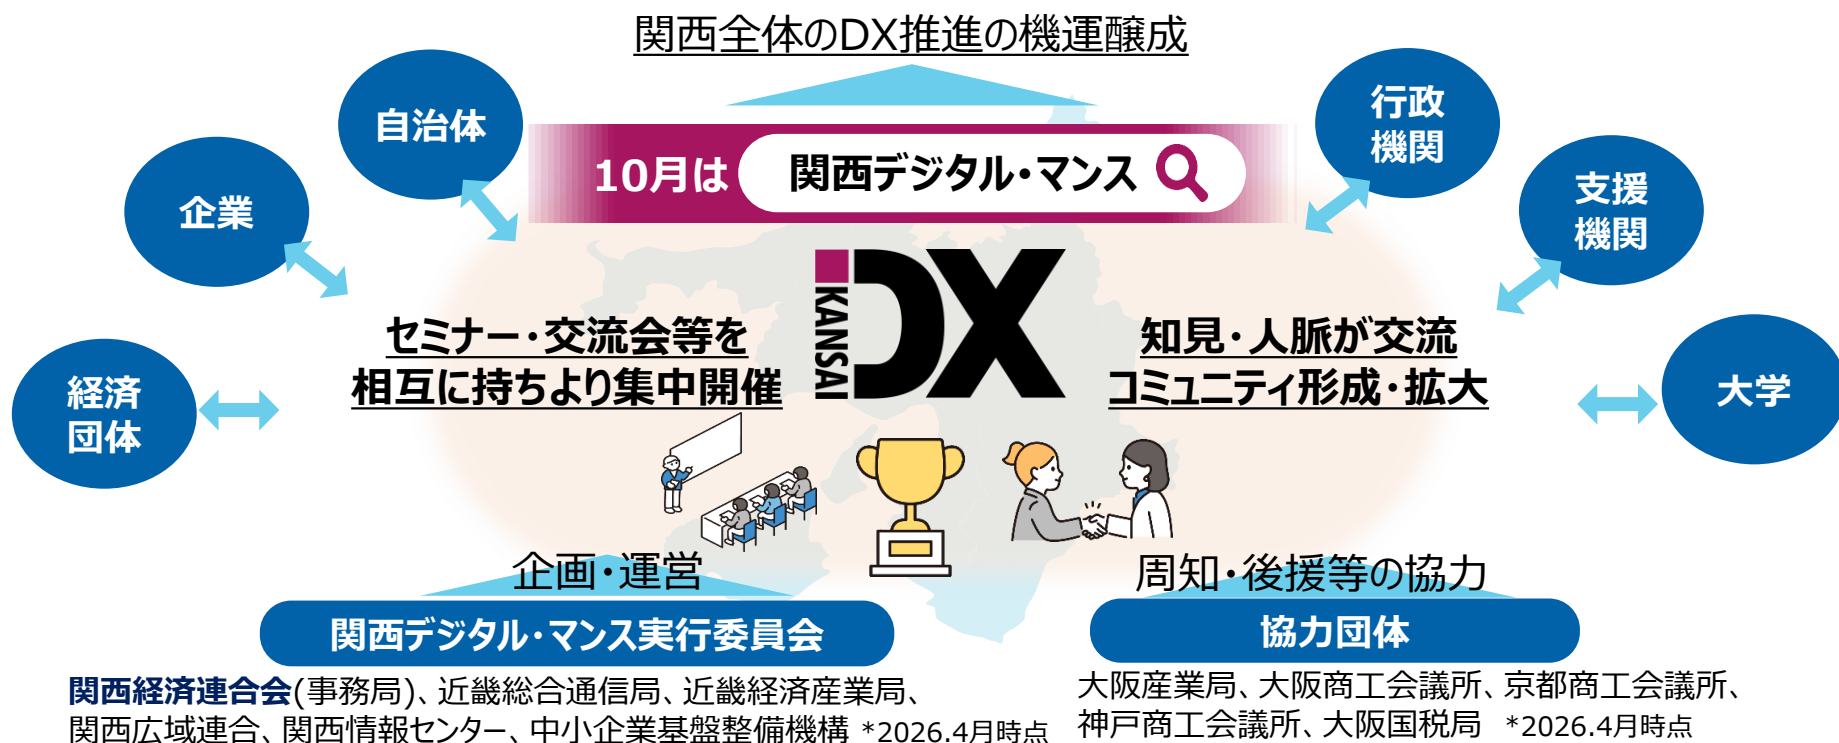 関西全体のDX推進の機運醸成
自治体
行政
機関
10月は 関西デジタル・マンス
企業
支援
機関
KANSAI DX
セミナー・交流会等を
相互に持ちより集中開催
知見・人脈が交流
コミュニティ形成・拡大
経済
団体
大学
企画・運営
周知・後援等の協力
関西デジタル・マンス実行委員会
協力団体
関西経済連合会(事務局)、近畿総合通信局、近畿経済産業局、
関西広域連合、関西情報センター、中小企業基盤整備機構 *2026.4月時点
大阪産業局、大阪商工会議所、京都商工会議所、
神戸商工会議所、大阪国税局 *2026.4月時点